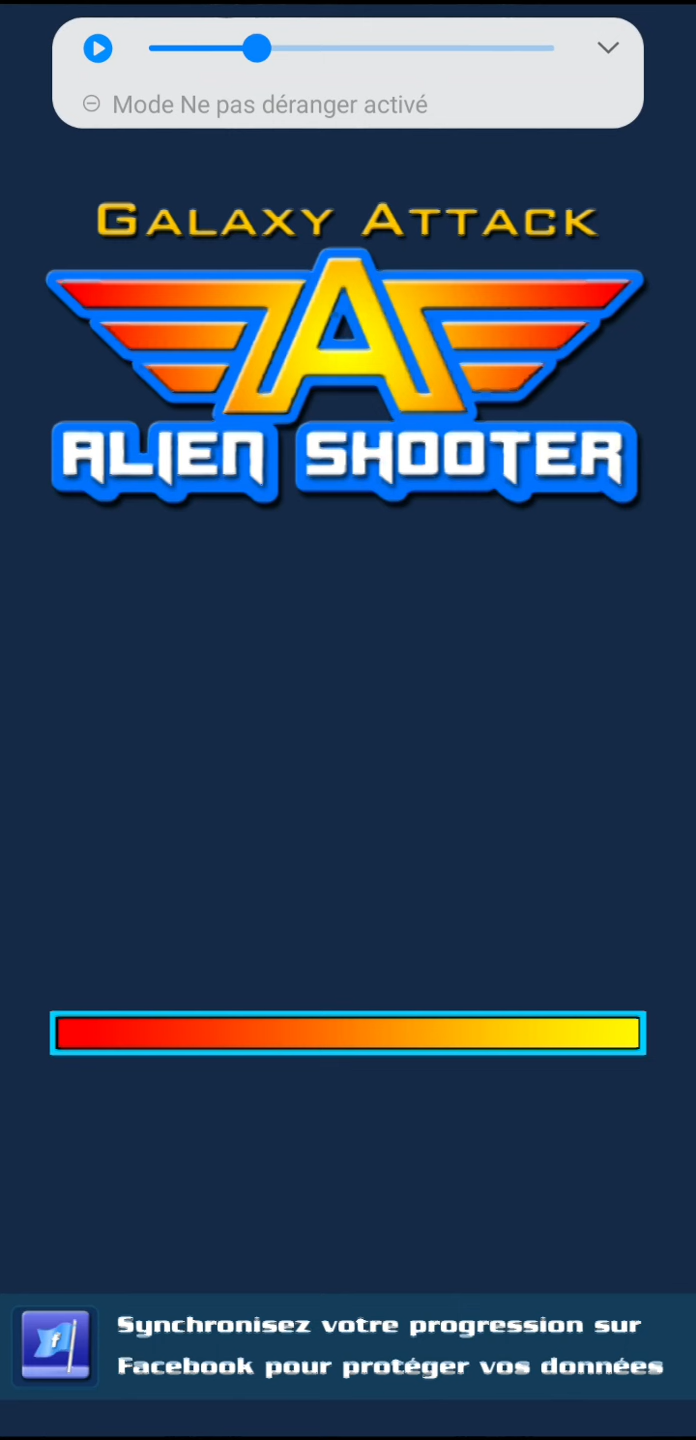 Mode Ne pas déranger activé
GALAXY ATTACK
A
ALIEN SHOOTER
Synchronisez votre progression sur
Facebook pour protéger vos données